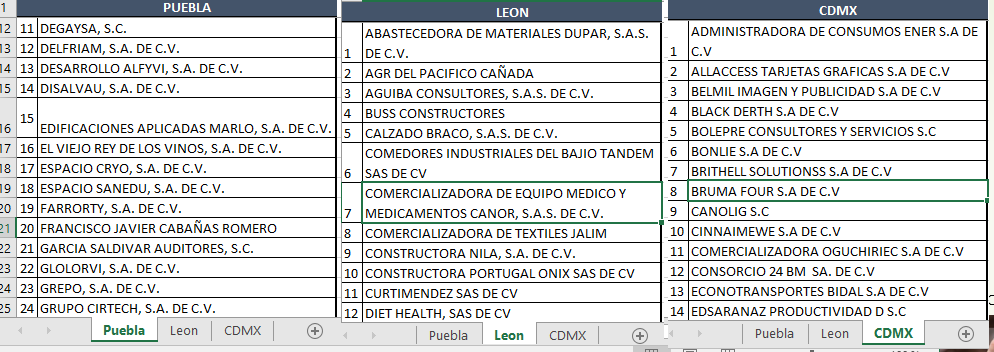 PUEBLA
12 11 DEGAYSA, S.C.
13 12 DELFRIAM, S.A. DE C.V.
14 13 DESARROLLO ALFYVI, S.A. DE C.V.
15 14 DISALVAU, S.A. DE C.V.
15
16 EDIFICACIONES APLICADAS MARLO, S.A. DE C.V.
17 16 EL VIEJO REY DE LOS VINOS, S.A. DE C.V.
18 17 ESPACIO CRYO, S.A. DE C.V.
19 18 ESPACIO SANEDU, S.A. DE C.V.
20 19 FARRORTY, S.A. DE C.V.
21 20 FRANCISCO JAVIER CABAÑAS ROMERO
22 21 GARCIA SALDIVAR AUDITORES, S.C.
23 22 GLOLORVI, S.A. DE C.V.
24 23 GREPO, S.A. DE C.V.
25 24 GRUPO CIRTECH, S.A. DE C.V.
Puebla Leon CDMX
LEON
ABASTECEDORA DE MATERIALES DUPAR, S.A.S.
1 DE C.V.
2 AGR DEL PACIFICO CAÑADA
3 AGUIBA CONSULTORES, S.A.S. DE C.V.
4 BUSS CONSTRUCTORES
5 CALZADO BRACO, S.A.S. DE C.V.
COMEDORES INDUSTRIALES DEL BAJIO TANDEM
6 SAS DE CV
COMERCIALIZADORA DE EQUIPO MEDICO Y
7 MEDICAMENTOS CANOR, S.A.S. DE C.V.
8 COMERCIALIZADORA DE TEXTILES JALIM
9 CONSTRUCTORA NILA, S.A. DE C.V.
10 CONSTRUCTORA PORTUGAL ONIX SAS DE CV
11 CURTIMENDEZ SAS DE CV
12 DIET HEALTH, SAS DE CV
Puebla Leon CDMX
CDMX
ADMINISTRADORA DE CONSUMOS ENER S.A DE
1 C.V
2 ALLACCESS TARJETAS GRAFICAS S.A DE C.V
3 BELMIL IMAGEN Y PUBLICIDAD S.A DE C.V
4 BLACK DERTH S.A DE C.V
5 BOLEPRE CONSULTORES Y SERVICIOS S.C
6 BONLIE S.A DE C.V
7 BRITHELL SOLUTIONSS S.A DE C.V
8 BRUMA FOUR S.A DE C.V
9 CANOLIG S.C
10 CINNAIMEWE S.A DE C.V
11 COMERCIALIZADORA OGUCHIRIEC S.A DE C.V
12 CONSORCIO 24 BM SA. DE C.V
13 ECONOTRANSPORTES BIDAL S.A DE C.V
14 EDSARANAZ PRODUCTIVIDAD D S.C
Puebla Leon CDMX